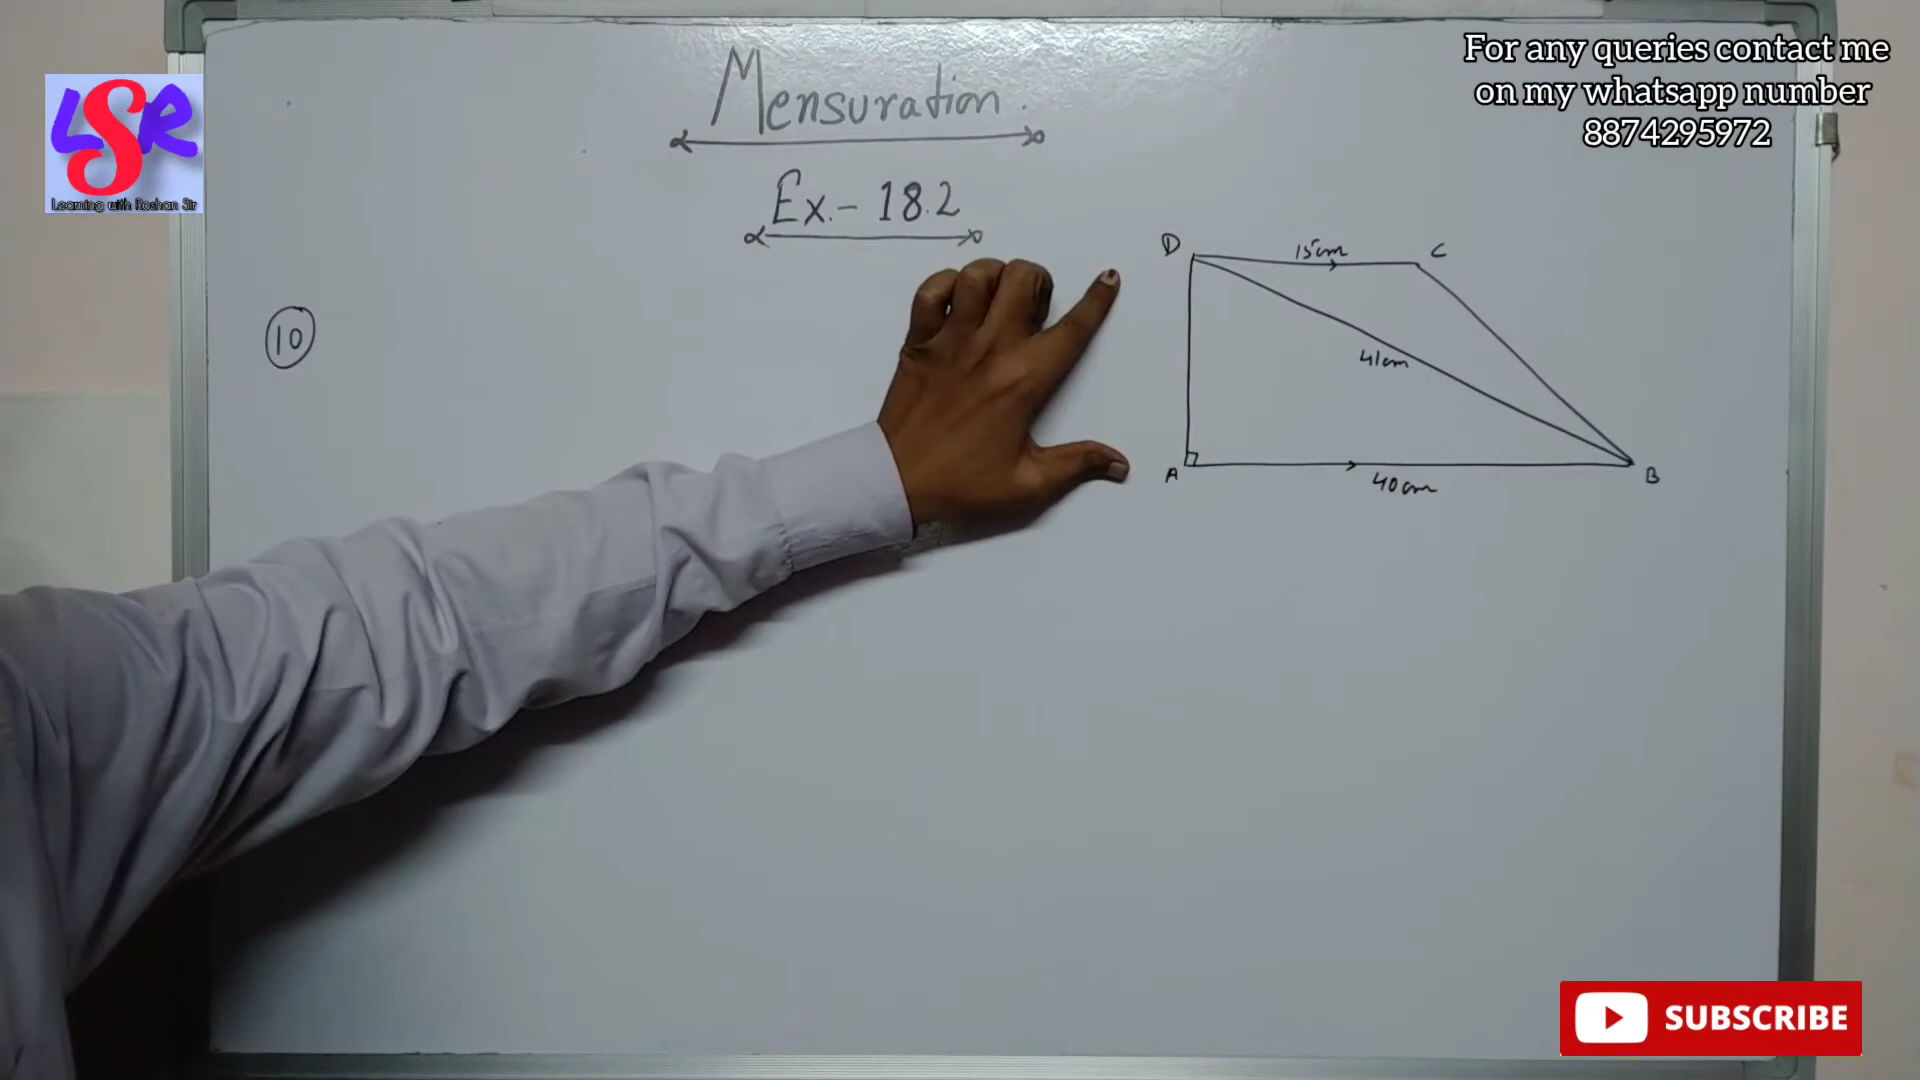 For any queries contact me
on my whatsapp number
8874295972
LSR
Learning with Roshan Sir
Mensuration.
Ex.- 18.2
10
D 15cm C
41cm
A 40cm B
SUBSCRIBE